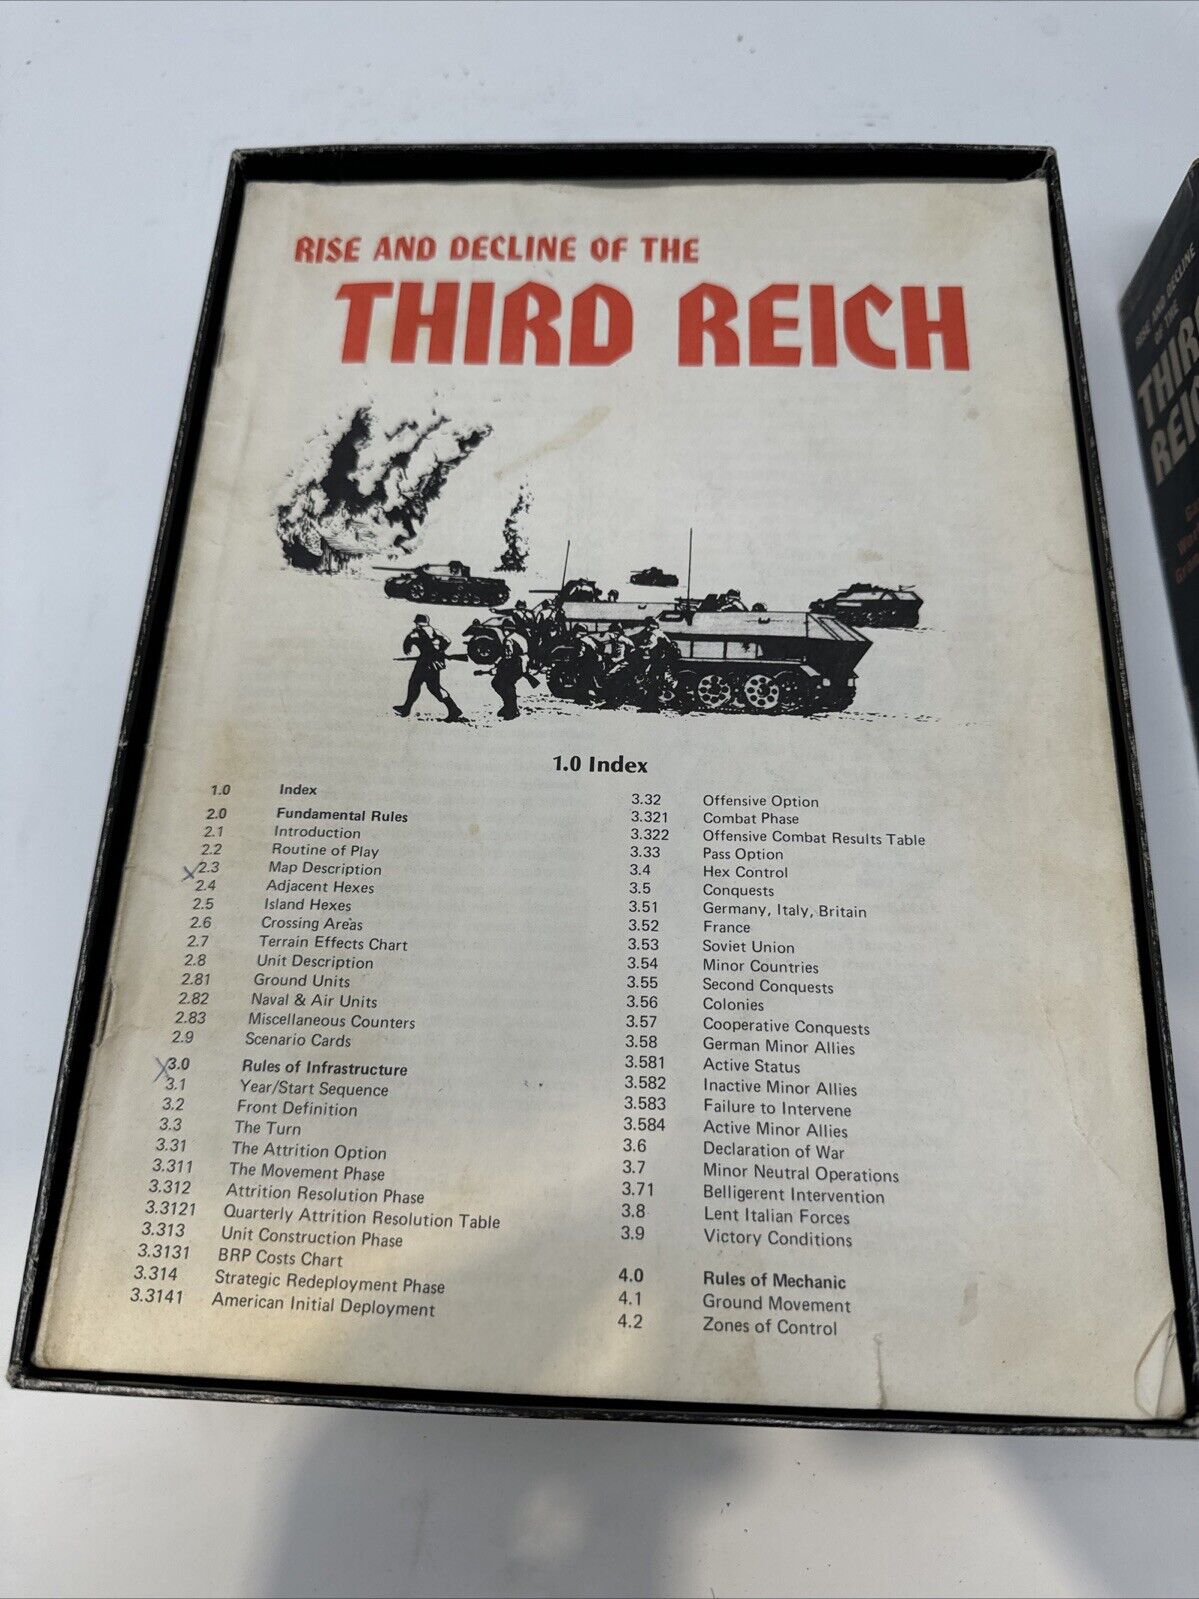 RISE AND DECLINE OF THE
THIRD REICH
1.0 Index
1.0 Index
2.0 Fundamental Rules
2.1 Introduction
2.2 Routine of Play
x2.3 Map Description
2.4 Adjacent Hexes
2.5 Island Hexes
2.6 Crossing Areas
2.7 Terrain Effects Chart
2.8 Unit Description
2.81 Ground Units
2.82 Naval & Air Units
2.83 Miscellaneous Counters
2.9 Scenario Cards
X3.0 Rules of Infrastructure
3.1 Year/Start Sequence
3.2 Front Definition
3.3 The Turn
3.31 The Attrition Option
3.311 The Movement Phase
3.312 Attrition Resolution Phase
3.3121 Quarterly Attrition Resolution Table
3.313 Unit Construction Phase
3.3131 BRP Costs Chart
3.314 Strategic Redeployment Phase
3.3141 American Initial Deployment
3.32 Offensive Option
3.321 Combat Phase
3.322 Offensive Combat Results Table
3.33 Pass Option
3.4 Hex Control
3.5 Conquests
3.51 Germany, Italy, Britain
3.52 France
3.53 Soviet Union
3.54 Minor Countries
3.55 Second Conquests
3.56 Colonies
3.57 Cooperative Conquests
3.58 German Minor Allies
3.581 Active Status
3.582 Inactive Minor Allies
3.583 Failure to Intervene
3.584 Active Minor Allies
3.6 Declaration of War
3.7 Minor Neutral Operations
3.71 Belligerent Intervention
3.8 Lent Italian Forces
3.9 Victory Conditions
4.0 Rules of Mechanic
4.1 Ground Movement
4.2 Zones of Control
RISE AND DECLINE
OF THE